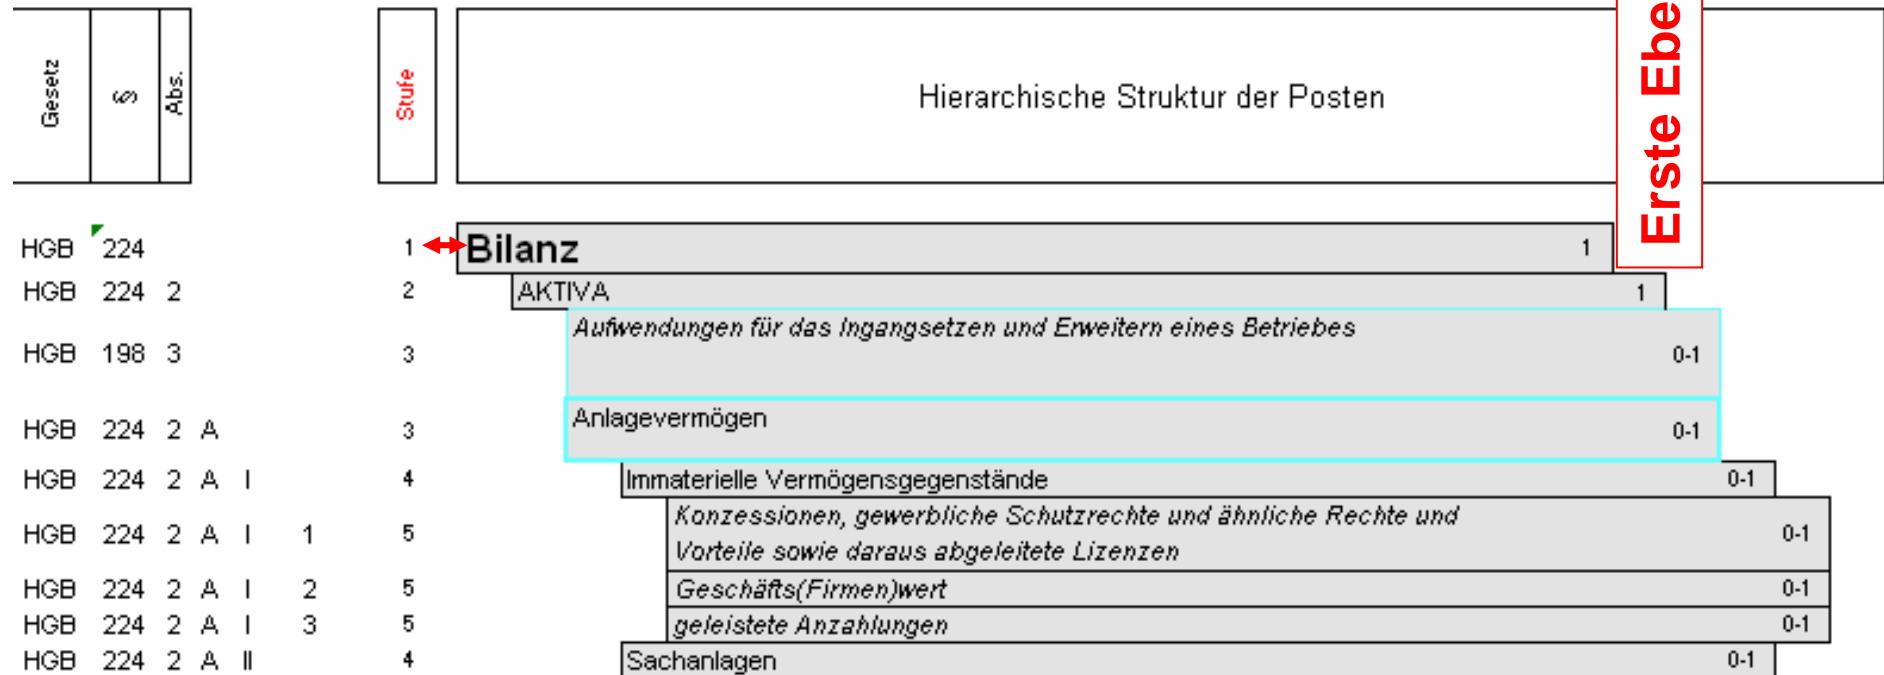 Gesetz § Abs. Stufe Hierarchische Struktur der Posten Erste Ebe
HGB 224 1 Bilanz 1
HGB 224 2 2 AKTIVA 1
HGB 198 3 3 Aufwendungen für das Ingangsetzen und Erweitern eines Betriebes 0-1
HGB 224 2 A 3 Anlagevermögen 0-1
HGB 224 2 A I 4 Immaterielle Vermögensgegenstände 0-1
HGB 224 2 A I 1 5 Konzessionen, gewerbliche Schutzrechte und ähnliche Rechte und
Vorteile sowie daraus abgeleitete Lizenzen 0-1
HGB 224 2 A I 2 5 Geschäfts(Firmen)wert 0-1
HGB 224 2 A I 3 5 geleistete Anzahlungen 0-1
HGB 224 2 A II 4 Sachanlagen 0-1